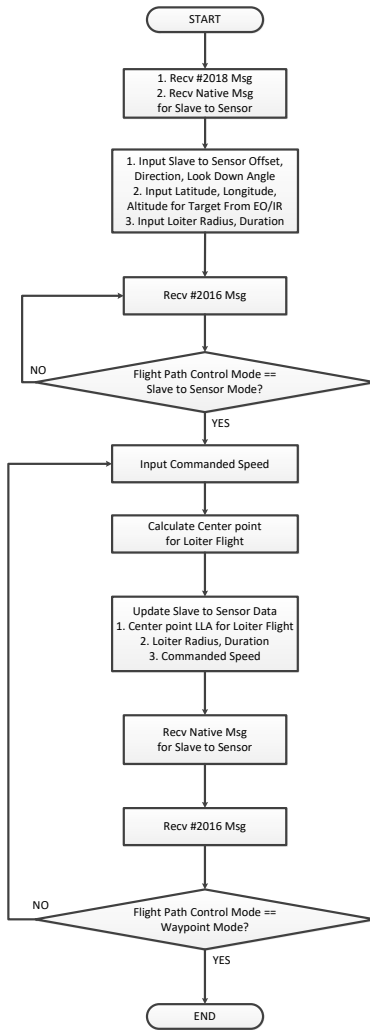 START
1. Recv #2018 Msg
2. Recv Native Msg
for Slave to Sensor
1. Input Slave to Sensor Offset,
Direction, Look Down Angle
2. Input Latitude, Longitude,
Altitude for Target From EO/IR
3. Input Loiter Radius, Duration
Recv #2016 Msg
Flight Path Control Mode ==
Slave to Sensor Mode?
NO
YES
Input Commanded Speed
Calculate Center point
for Loiter Flight
Update Slave to Sensor Data
1. Center point LLA for Loiter Flight
2. Loiter Radius, Duration
3. Commanded Speed
Recv Native Msg
for Slave to Sensor
Recv #2016 Msg
Flight Path Control Mode ==
Waypoint Mode?
NO
YES
END